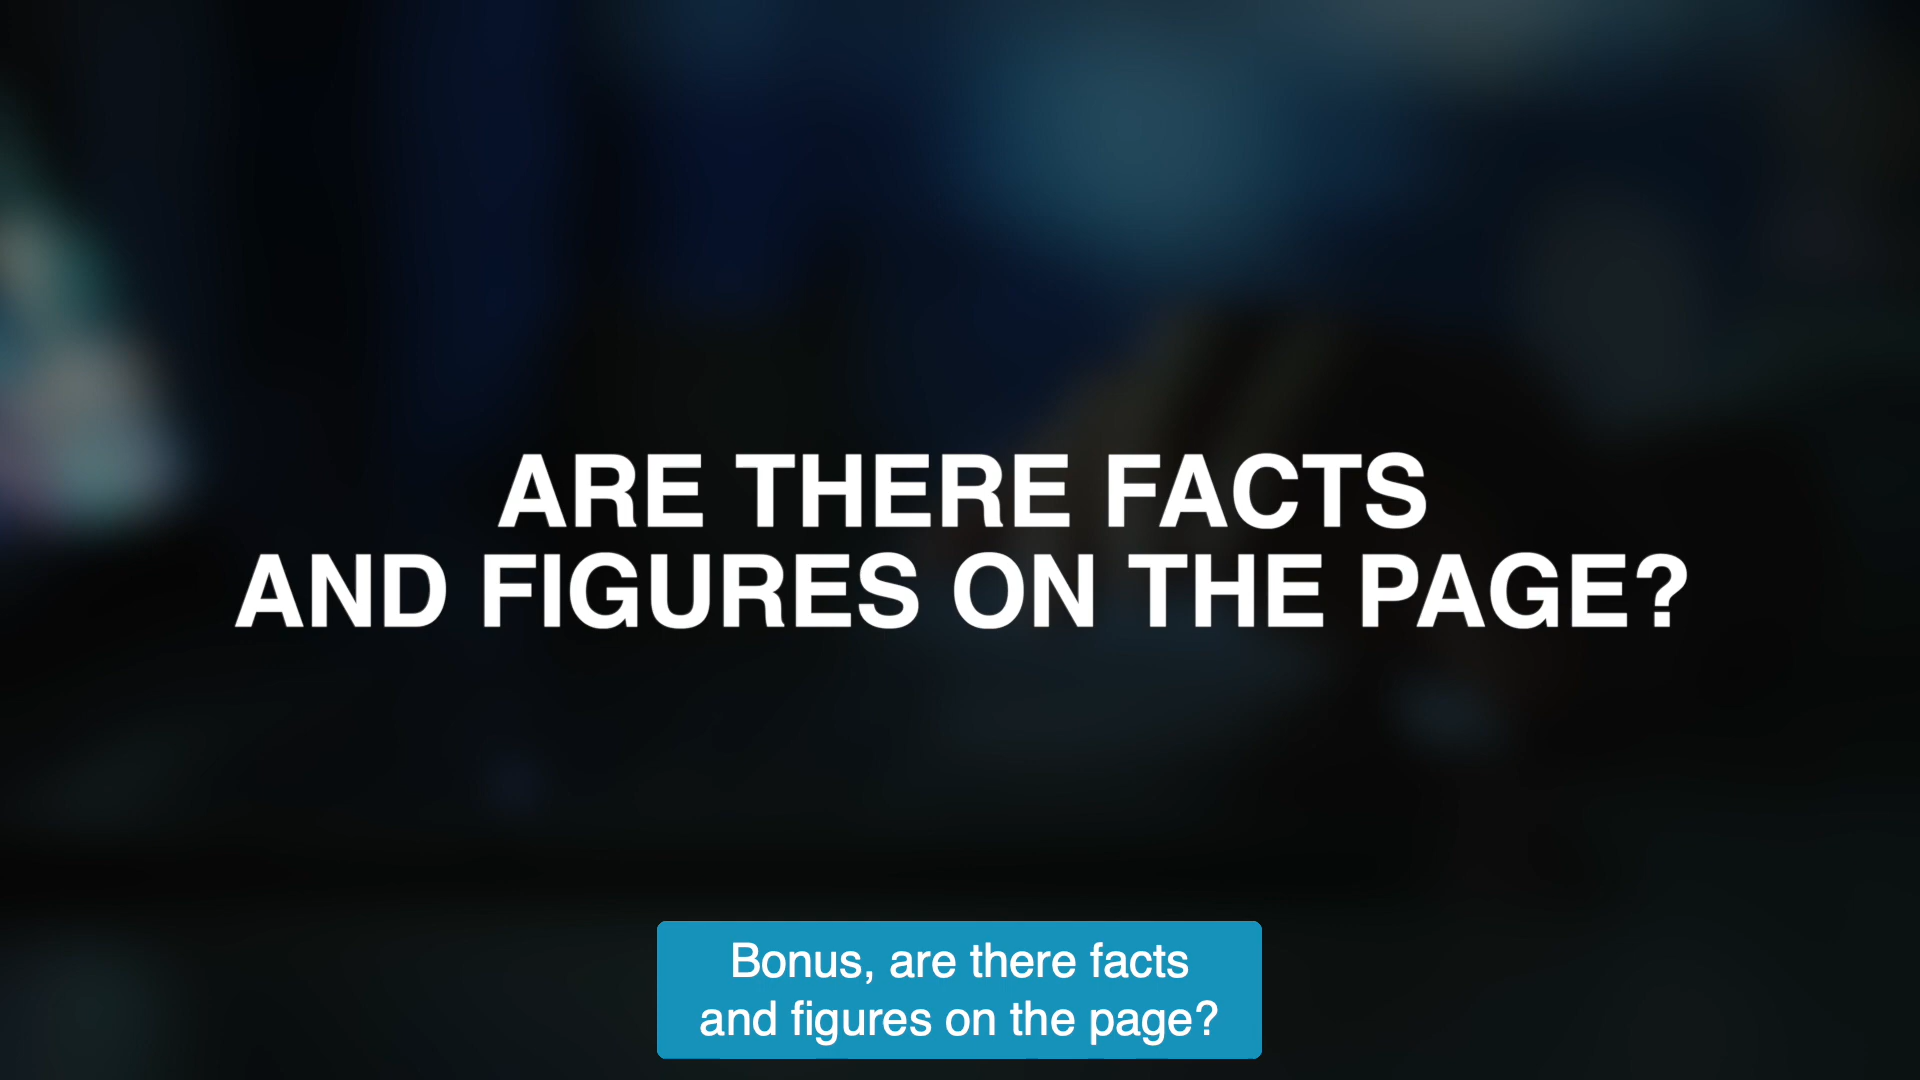 ARE THERE FACTS
AND FIGURES ON THE PAGE?
Bonus, are there facts
and figures on the page?